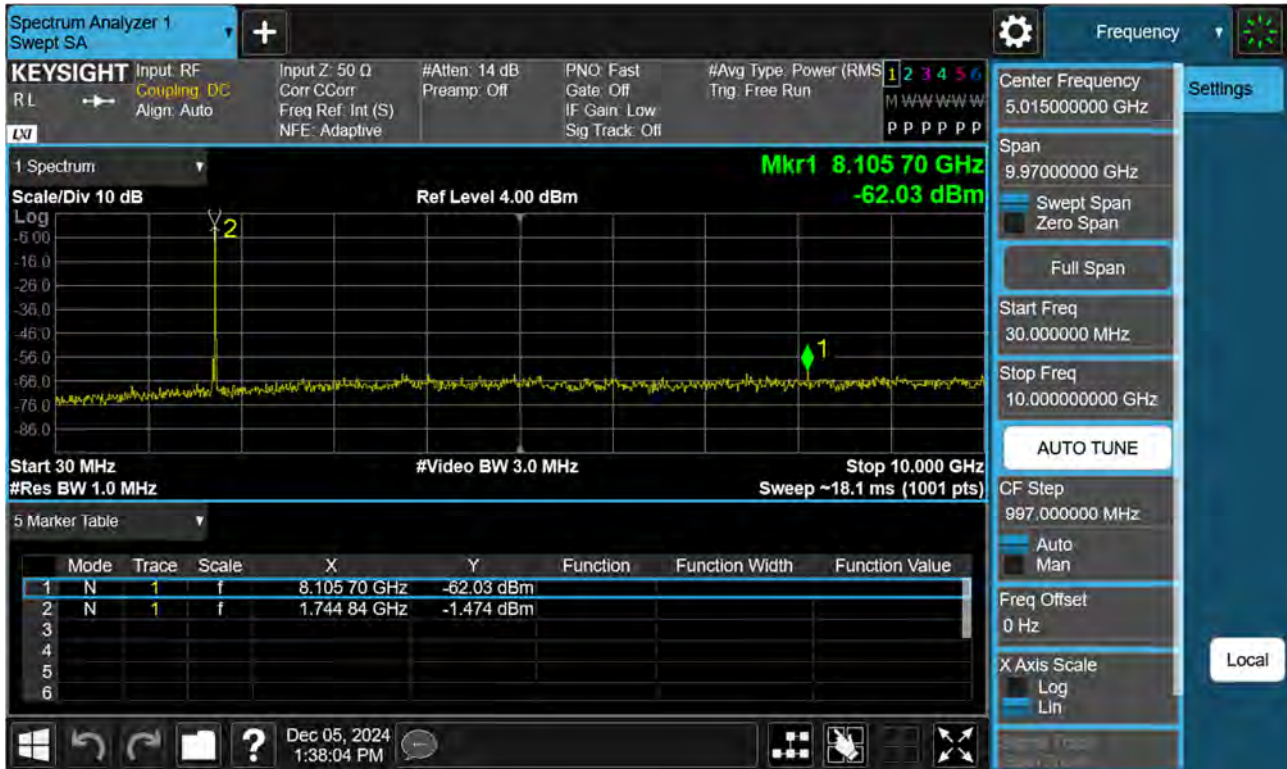 Spectrum Analyzer 1
Swept SA
+
Frequency
KEYSIGHT
RL
LXI
Input: RF
Coupling: DC
Align: Auto
Input Z: 50 Ω
Corr CCorr
Freq Ref: Int (S)
NFE: Adaptive
#Atten: 14 dB
Preamp: Off
PNO: Fast
Gate: Off
IF Gain: Low
Sig Track: Off
#Avg Type: Power (RMS
Trig: Free Run
1 2 3 4 5 6
M W W W W W
P P P P P P
1 Spectrum
Mkr1 8.105 70 GHz
-62.03 dBm
Scale/Div 10 dB
Ref Level 4.00 dBm
Log
-6.00
-16.0
-26.0
-36.0
-46.0
-56.0
-66.0
-76.0
-86.0
2
1
Start 30 MHz
#Video BW 3.0 MHz
Stop 10.000 GHz
#Res BW 1.0 MHz
Sweep ~18.1 ms (1001 pts)
5 Marker Table
Mode Trace Scale X Y Function Function Width Function Value
1 N 1 f 8.105 70 GHz -62.03 dBm
2 N 1 f 1.744 84 GHz -1.474 dBm
3
4
5
6
?
Dec 05, 2024
1:38:04 PM
Center Frequency
5.015000000 GHz
Settings
Span
9.97000000 GHz
Swept Span
Zero Span
Full Span
Start Freq
30.000000 MHz
Stop Freq
10.000000000 GHz
AUTO TUNE
CF Step
997.000000 MHz
Auto
Man
Freq Offset
0 Hz
X Axis Scale
Log
Lin
Local